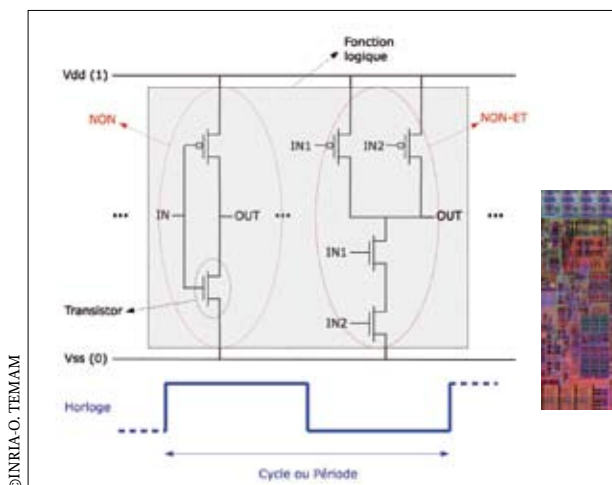 Fonction
logique
Vdd (1)
NON
NON-ET
IN1
IN2
...
IN
OUT
...
OUT
...
IN1
Transistor
IN2
Vss (0)
Horloge
Cycle ou Période
©INRIA-O. TEMAM